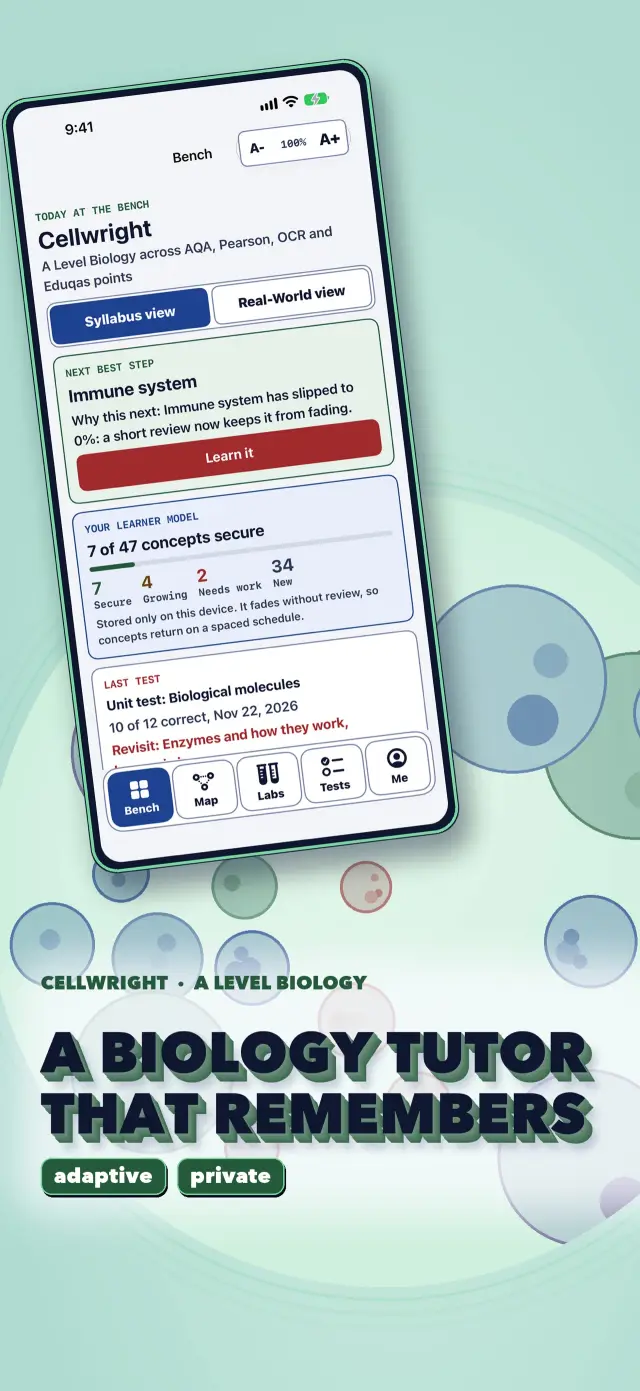 9:41
Bench
A- 100% A+
TODAY AT THE BENCH
Cellwright
A Level Biology across AQA, Pearson, OCR and
Eduqas points
Syllabus view
Real-World view
NEXT BEST STEP
Immune system
Why this next: Immune system has slipped to
0%: a short review now keeps it from fading.
Learn it
YOUR LEARNER MODEL
7 of 47 concepts secure
7 4 2 34
Secure Growing Needs work New
Stored only on this device. It fades without review, so
concepts return on a spaced schedule.
LAST TEST
Unit test: Biological molecules
10 of 12 correct, Nov 22, 2026
Revisit: Enzymes and how they work,
Bench Map Labs Tests Me
CELLWRIGHT · A LEVEL BIOLOGY
A BIOLOGY TUTOR
THAT REMEMBERS
adaptive private